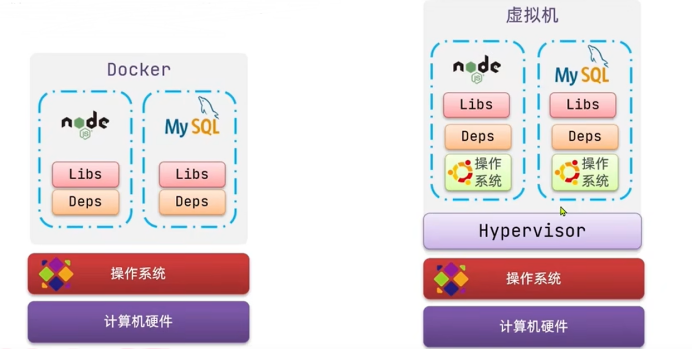 Docker
node
JS
MySQL
Libs
Libs
Deps
Deps
操作系统
计算机硬件
虚拟机
node
JS
MySQL
Libs
Libs
Deps
Deps
操作
系统
操作
系统
Hypervisor
操作系统
计算机硬件